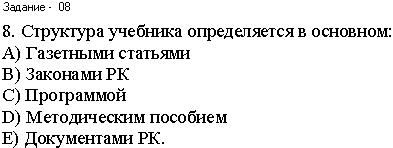 Задание - 08
8. Структура учебника определяется в основном:
A) Газетными статьями
B) Законами РК
C) Программой
D) Методическим пособием
E) Документами РК.